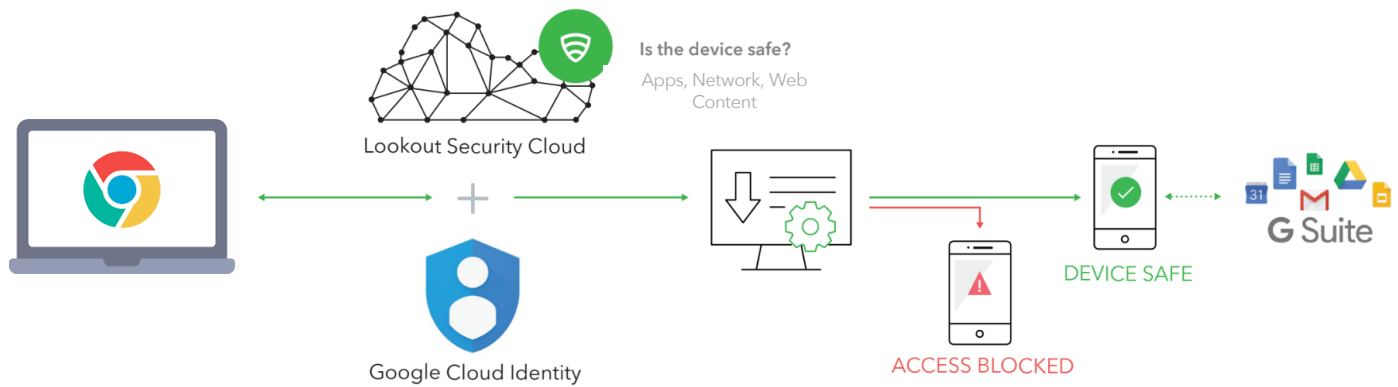 Is the device safe?
Apps, Network, Web
Content
Lookout Security Cloud
Google Cloud Identity
31
DEVICE SAFE
ACCESS BLOCKED
G Suite